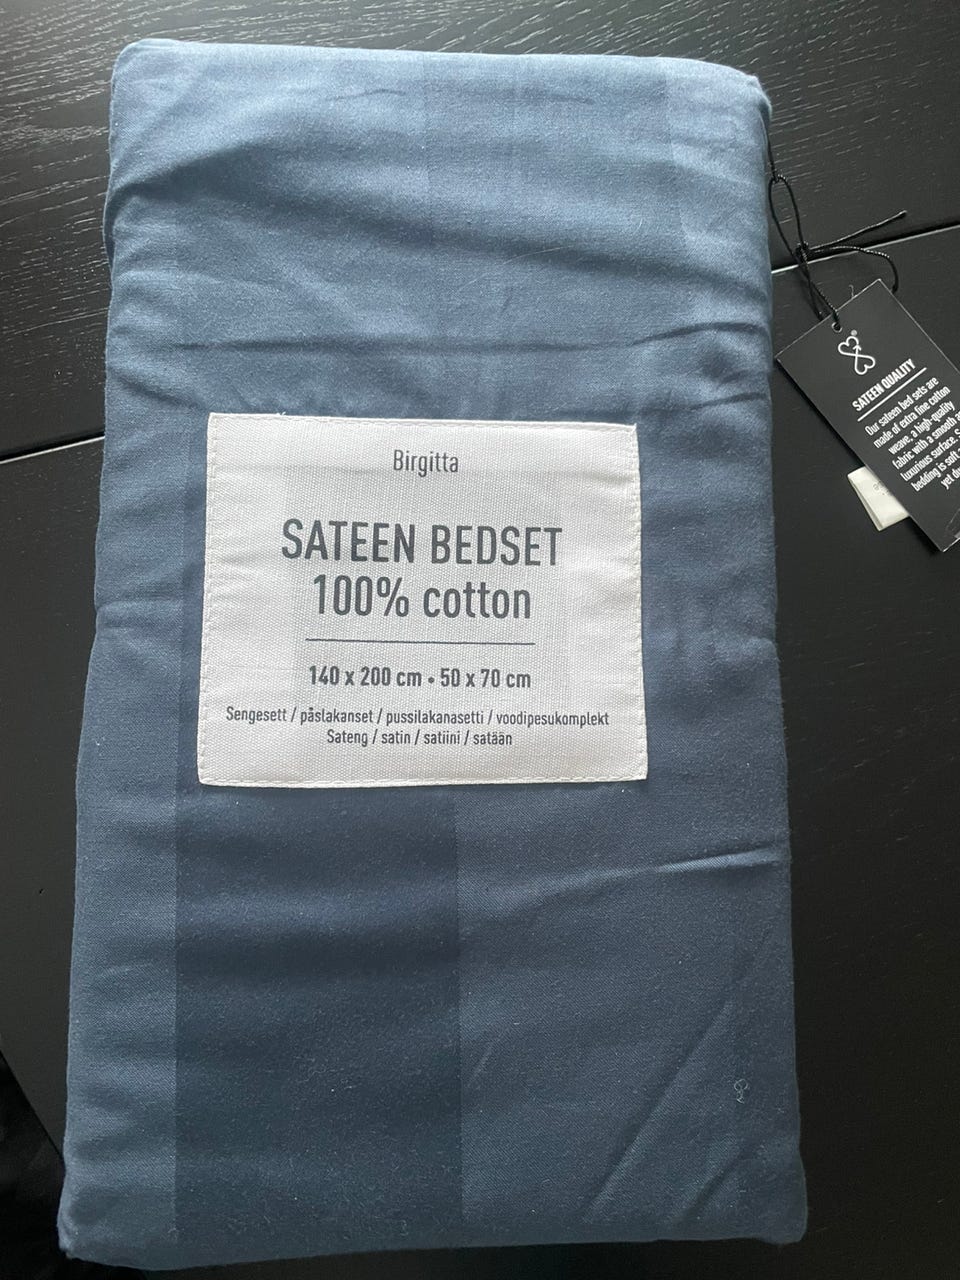 Birgitta
SATEEN BEDSET
100% cotton
140 x 200 cm • 50 x 70 cm
Sengesett / påslakanset / pussilakanasetti / voodipesukomplekt
Sateng / satin / satiini / satään
SATEEN QUALITY
Our sateen bed sets are
made of extra fine cotton
weave, a high-quality
fabric with a smooth
luxurious surface.
bedding is soft
yet